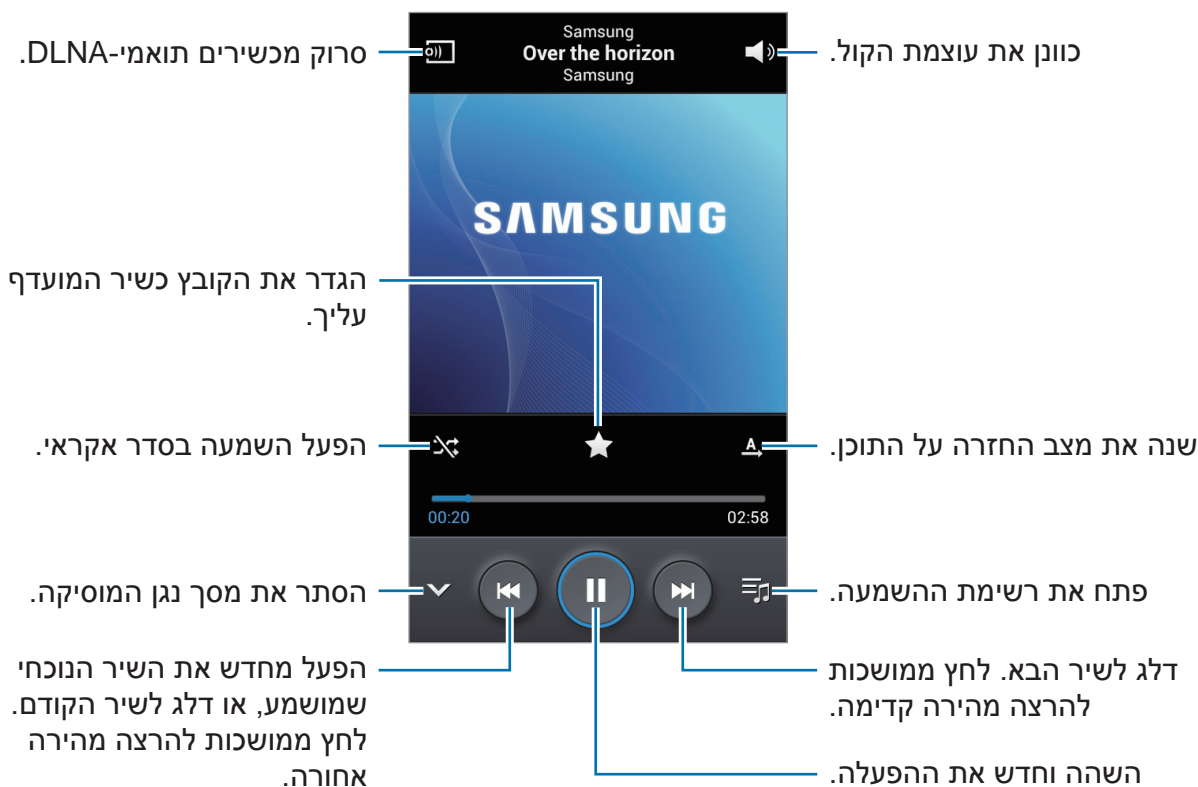 Samsung
Over the horizon
Samsung
כוונן את עוצמת הקול.
סרוק מכשירים תואמי-DLNA.
SAMSUNG
הגדר את הקובץ כשיר המועדף
עליך.
שנה את מצב החזרה על התוכן.
A
הפעל השמעה בסדר אקראי.
00:20
02:58
פתח את רשימת ההשמעה.
הסתר את מסך נגן המוסיקה.
דלג לשיר הבא. לחץ ממושכות
להרצה מהירה קדימה.
הפעל מחדש את השיר הנוכחי
שמושמע, או דלג לשיר הקודם.
לחץ ממושכות להרצה מהירה
אחורה.
השהה וחדש את ההפעלה.